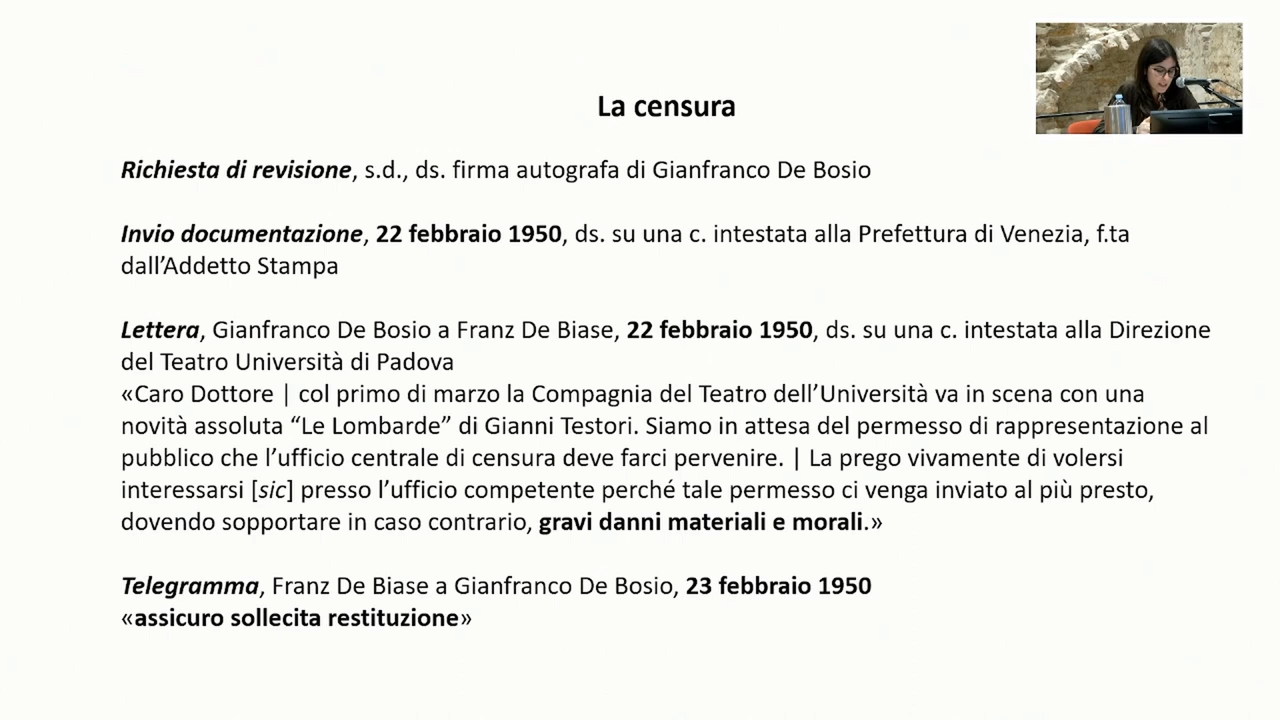 La censura
Richiesta di revisione, s.d., ds. firma autografa di Gianfranco De Bosio
Invio documentazione, 22 febbraio 1950, ds. su una c. intestata alla Prefettura di Venezia, f.ta
dall’Addetto Stampa
Lettera, Gianfranco De Bosio a Franz De Biase, 22 febbraio 1950, ds. su una c. intestata alla Direzione
del Teatro Università di Padova
«Caro Dottore | col primo di marzo la Compagnia del Teatro dell’Università va in scena con una
novità assoluta “Le Lombarde” di Gianni Testori. Siamo in attesa del permesso di rappresentazione al
pubblico che l’ufficio centrale di censura deve farci pervenire. | La prego vivamente di volersi
interessarsi [sic] presso l’ufficio competente perché tale permesso ci venga inviato al più presto,
dovendo sopportare in caso contrario, gravi danni materiali e morali.»
Telegramma, Franz De Biase a Gianfranco De Bosio, 23 febbraio 1950
«assicuro sollecita restituzione»